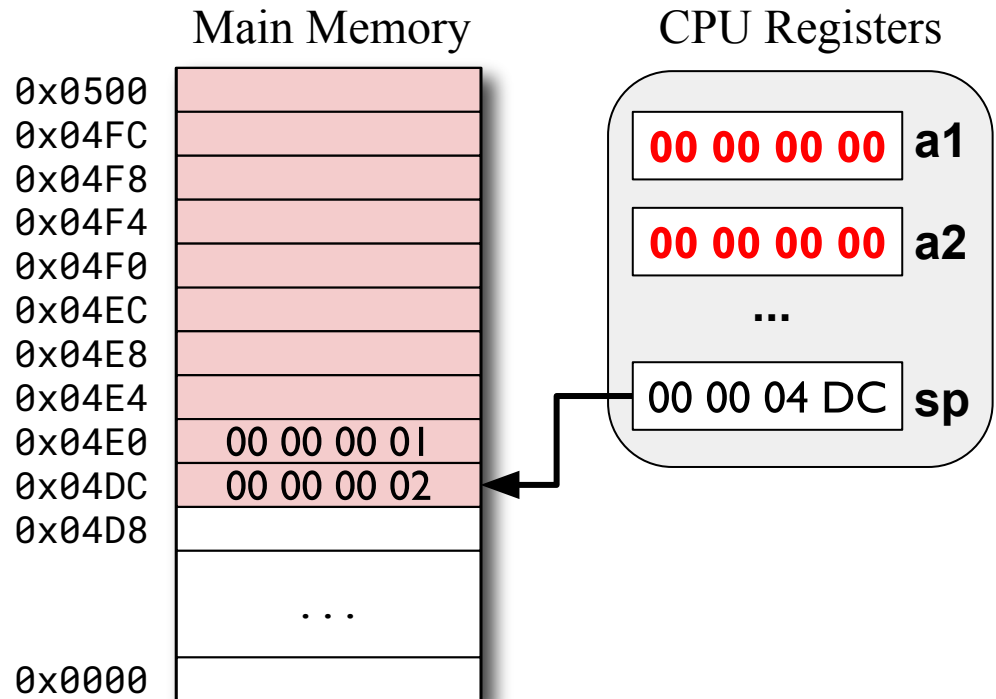 Main Memory
CPU Registers
0x0500
0x04FC
0x04F8
0x04F4
0x04F0
0x04EC
0x04E8
0x04E4
0x04E0 00 00 00 01
0x04DC 00 00 00 02
0x04D8
...
0x0000
00 00 00 00 a1
00 00 00 00 a2
...
00 00 04 DC sp